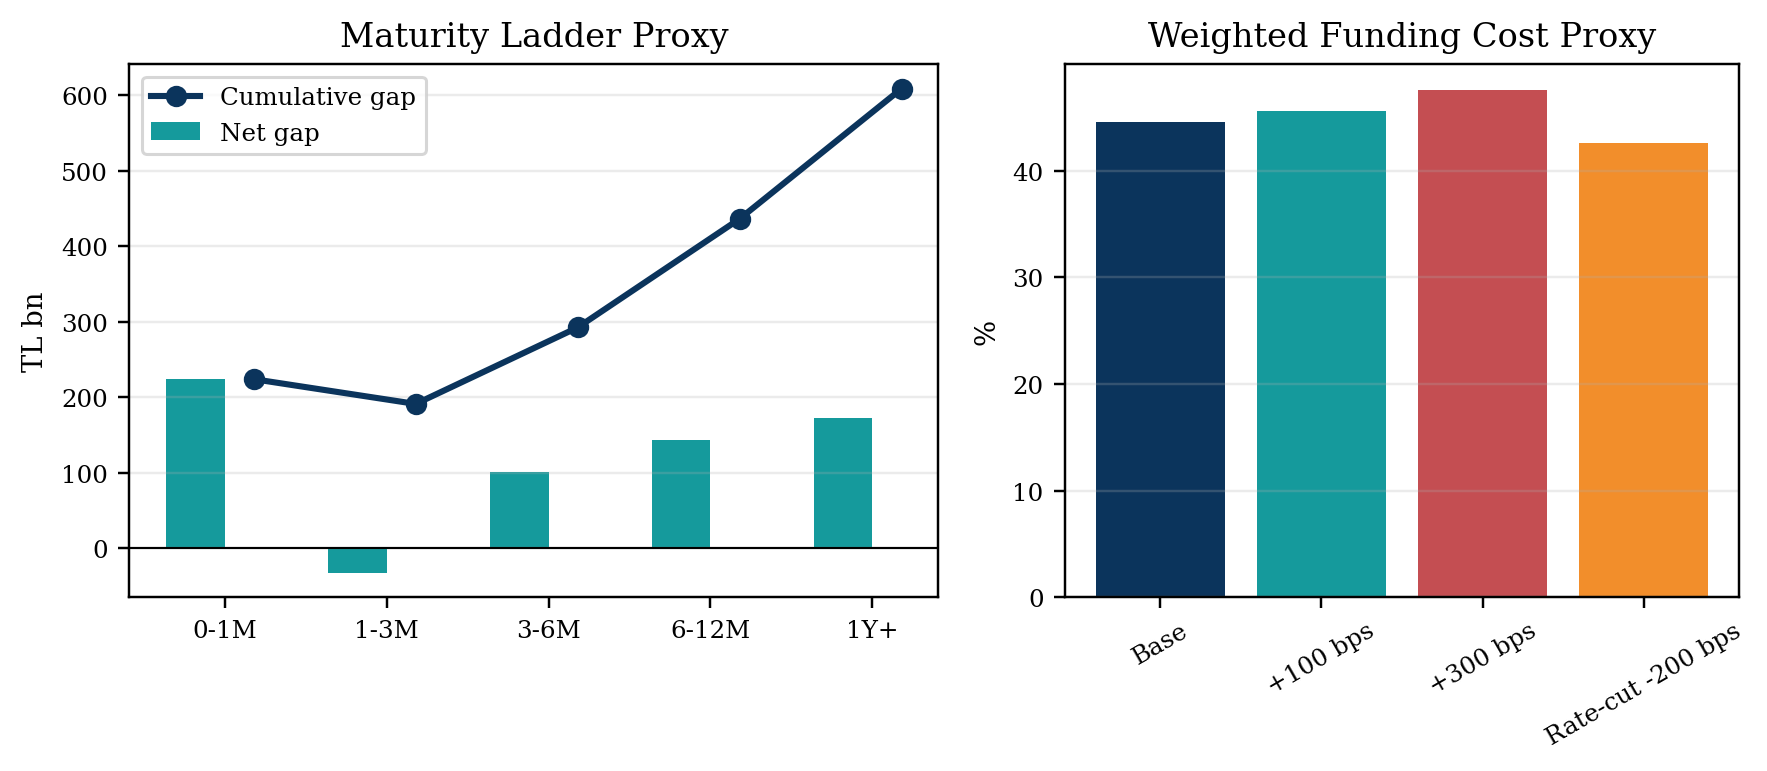 Maturity Ladder Proxy
Cumulative gap
Net gap
TL bn
600
500
400
300
200
100
0
0-1M
1-3M
3-6M
6-12M
1Y+
Weighted Funding Cost Proxy
%
40
30
20
10
0
Base
+100 bps
+300 bps
Rate-cut -200 bps